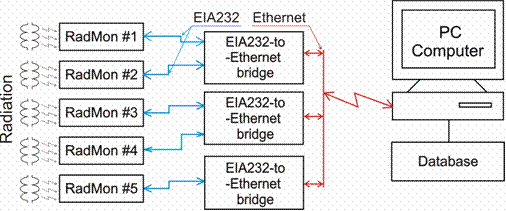 EIA232 Ethernet
RadMon #1
RadMon #2
RadMon #3
RadMon #4
RadMon #5
Radiation
EIA232-to
-Ethernet
bridge
EIA232-to
-Ethernet
bridge
EIA232-to
-Ethernet
bridge
PC
Computer
Database